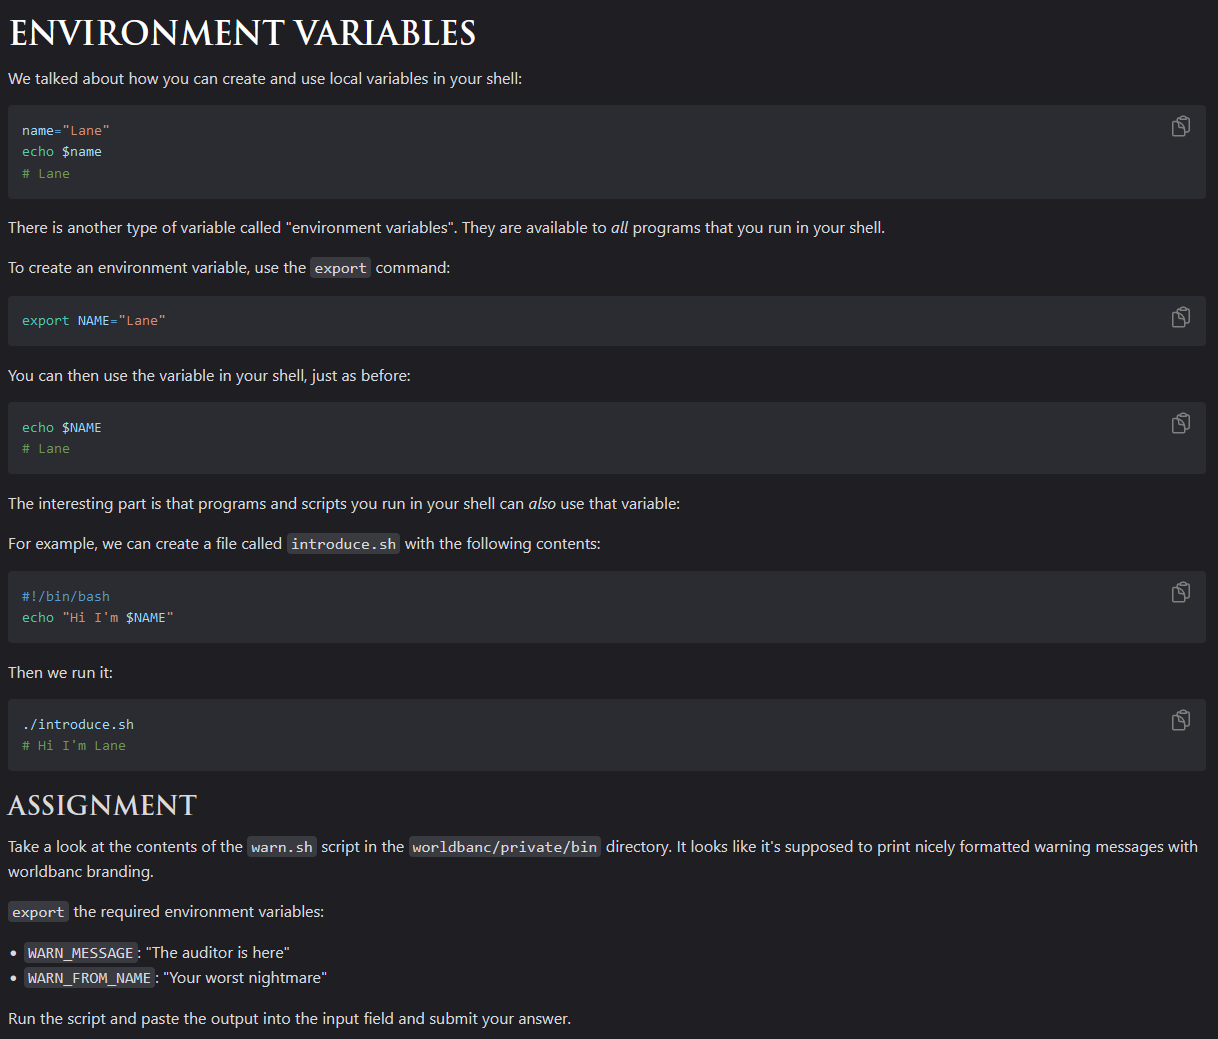 ENVIRONMENT VARIABLES
We talked about how you can create and use local variables in your shell:
name="Lane"
echo $name
# Lane
There is another type of variable called "environment variables". They are available to all programs that you run in your shell.
To create an environment variable, use the export command:
export NAME="Lane"
You can then use the variable in your shell, just as before:
echo $NAME
# Lane
The interesting part is that programs and scripts you run in your shell can also use that variable:
For example, we can create a file called introduce.sh with the following contents:
#!/bin/bash
echo "Hi I'm $NAME"
Then we run it:
./introduce.sh
# Hi I'm Lane
ASSIGNMENT
Take a look at the contents of the warn.sh script in the worldbanc/private/bin directory. It looks like it's supposed to print nicely formatted warning messages with
worldbanc branding.
export the required environment variables:
• WARN_MESSAGE: "The auditor is here"
• WARN_FROM_NAME: "Your worst nightmare"
Run the script and paste the output into the input field and submit your answer.